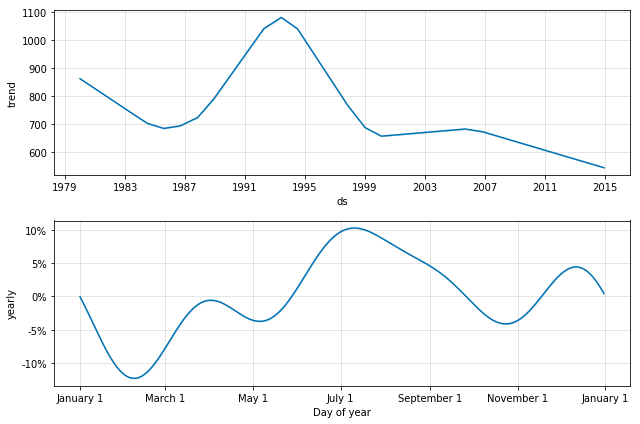 1100
1000
900
800
700
600
trend
1979 1983 1987 1991 1995 1999 2003 2007 2011 2015
ds
10%
5%
0%
-5%
-10%
yearly
January 1 March 1 May 1 July 1 September 1 November 1 January 1
Day of year